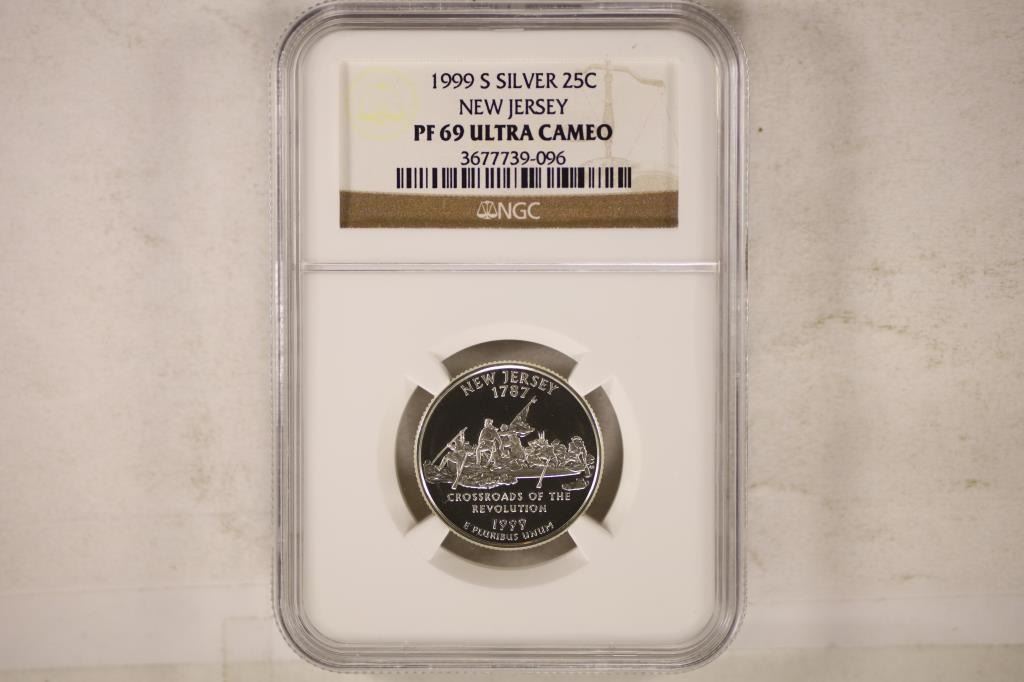 1999 S SILVER 25C
NEW JERSEY
PF 69 ULTRA CAMEO
3677739-096
NGC
NEW JERSEY
1787
CROSSROADS OF THE
REVOLUTION
1999
E PLURIBUS UNUM